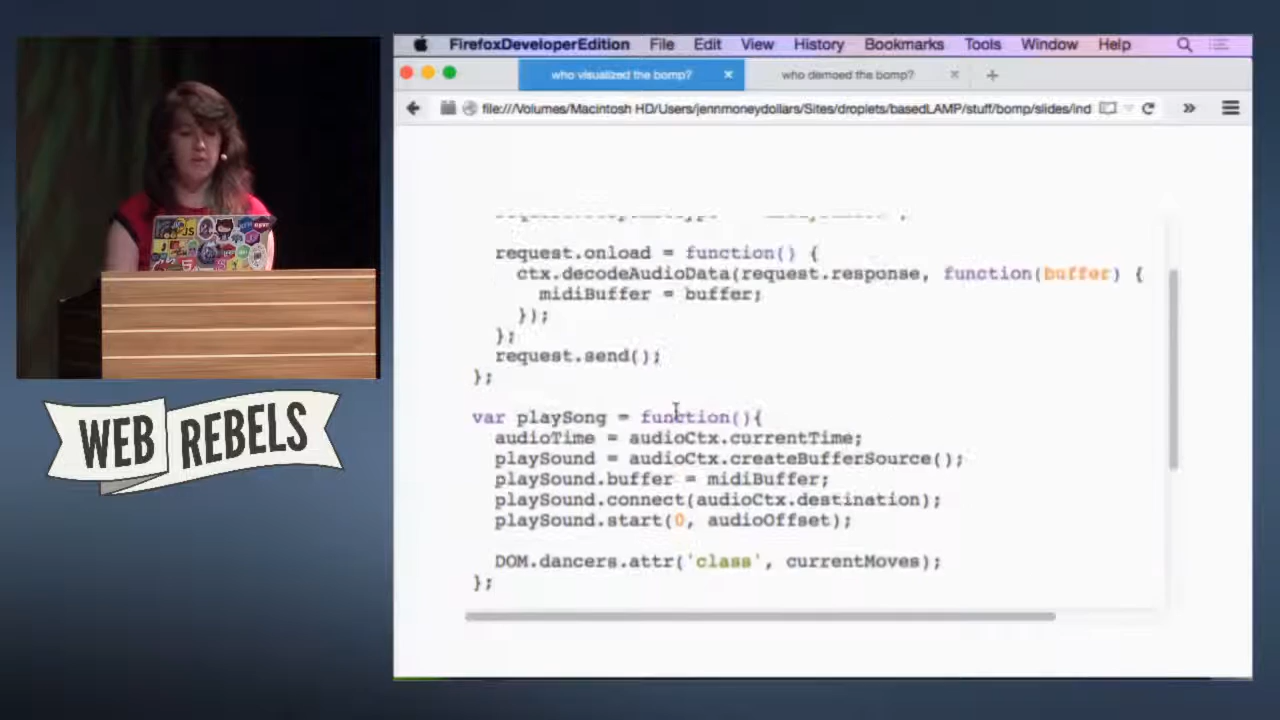 FirefoxDeveloperEdition File Edit View History Bookmarks Tools Window Help
who visualized the bomp? × who demoed the bomp? × +
file:///Volumes/Macintosh HD/Users/jennmoneydollars/Sites/droplets/basedLAMP/stuff/bomp/slides/ind »
request.onload = function() {
ctx.decodeAudioData(request.response, function(buffer) {
midiBuffer = buffer;
});
};
request.send();
};
var playSong = function(){
audioTime = audioCtx.currentTime;
playSound = audioCtx.createBufferSource();
playSound.buffer = midiBuffer;
playSound.connect(audioCtx.destination);
playSound.start(0, audioOffset);
DOM.dancers.attr('class', currentMoves);
};
WEB REBELS
JS